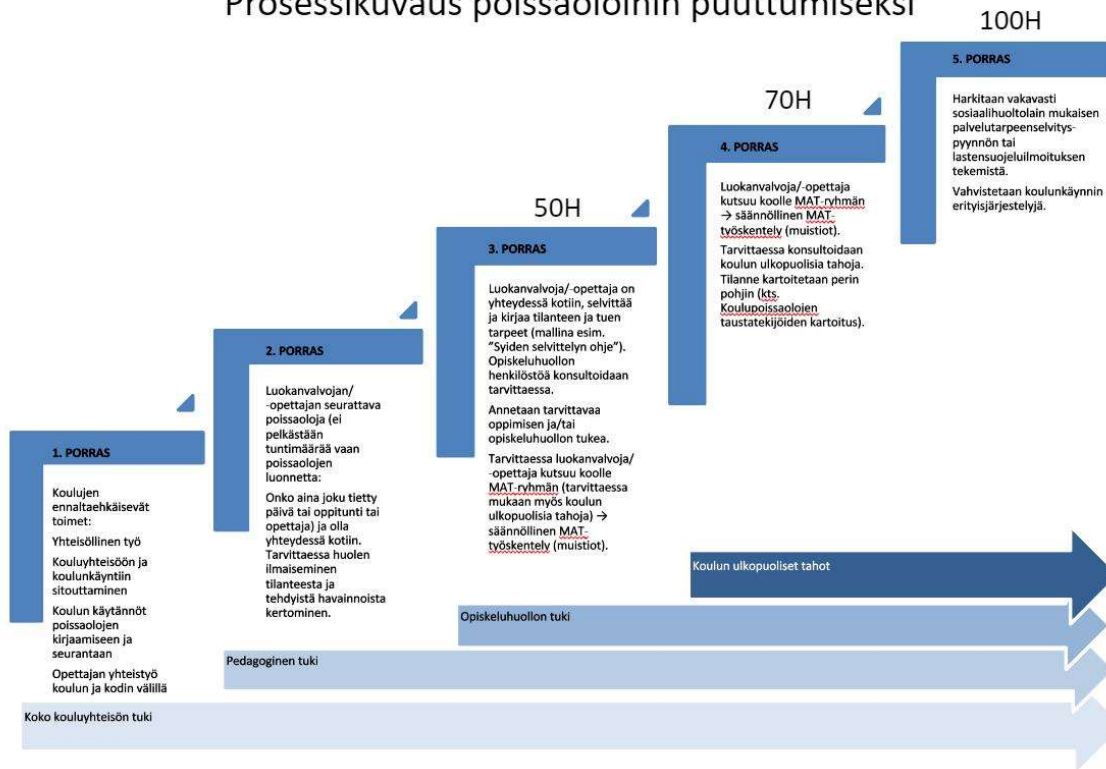 Prosessikuvaus poissaoloihin puuttumiseksi
100H
5. PORRAS
Harkitaan vakavasti
sosiaalihuoltolain mukaisen
palvelutarpeenselvitys-
pyynnön tai
lastensuojeluilmoituksen
tekemistä.
Vahvistetaan koulunkäynnin
erityisjärjestelyjä.
70H
4. PORRAS
Luokanvalvoja/-opettaja
kutsuu koolle MAT-ryhmän
→ säännöllinen MAT-
työskentely (muistiot).
Tarvittaessa konsultoidaan
koulun ulkopuolisia tahoja.
Tilanne kartoitetaan perin
pohjin (kts.
Koulupoissaolojen
taustatekijöiden kartoitus).
50H
3. PORRAS
Luokanvalvoja/-opettaja on
yhteydessä kotiin, selvittää
ja kirjaa tilanteen ja tuen
tarpeet (mallina esim.
”Syiden selvittelyn ohje”).
Opiskeluhuollon
henkilöstöä konsultoidaan
tarvittaessa.
Annetaan tarvittavaa
oppimisen ja/tai
opiskeluhuollon tukea.
Tarvittaessa luokanvalvoja/
-opettaja kutsuu koolle
MAT-ryhmän (tarvittaessa
mukaan myös koulun
ulkopuolisia tahoja) →
säännöllinen MAT-
työskentely (muistiot).
2. PORRAS
Luokanvalvojan/
-opettajan seurattava
poissaoloja (ei
pelkästään
tuntimäärää vaan
poissaolojen
luonnetta:
Onko aina joku tietty
päivä tai oppitunti tai
opettaja) ja olla
yhteydessä kotiin.
Tarvittaessa huolen
ilmaiseminen
tilanteesta ja
tehdyistä havainnoista
kertominen.
1. PORRAS
Koulujen
ennaltaehkäisevät
toimet:
Yhteisöllinen työ
Kouluyhteisöön ja
koulunkäyntiin
sitouttaminen
Koulun käytännöt
poissaolojen
kirjaamiseen ja
seurantaan
Opettajan yhteistyö
koulun ja kodin välillä
Koulun ulkopuoliset tahot
Opiskeluhuollon tuki
Pedagoginen tuki
Koko kouluyhteisön tuki